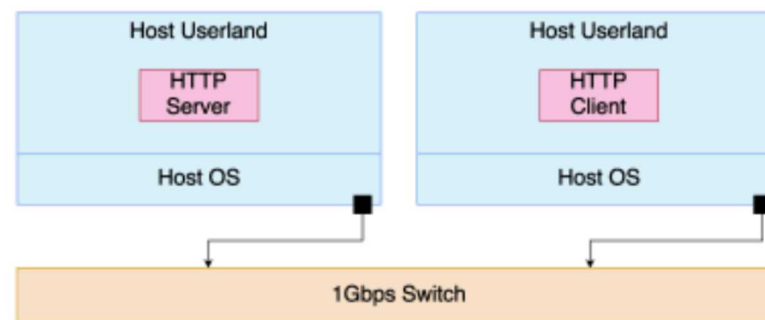 Host Userland
HTTP
Server
Host OS
Host Userland
HTTP
Client
Host OS
1Gbps Switch